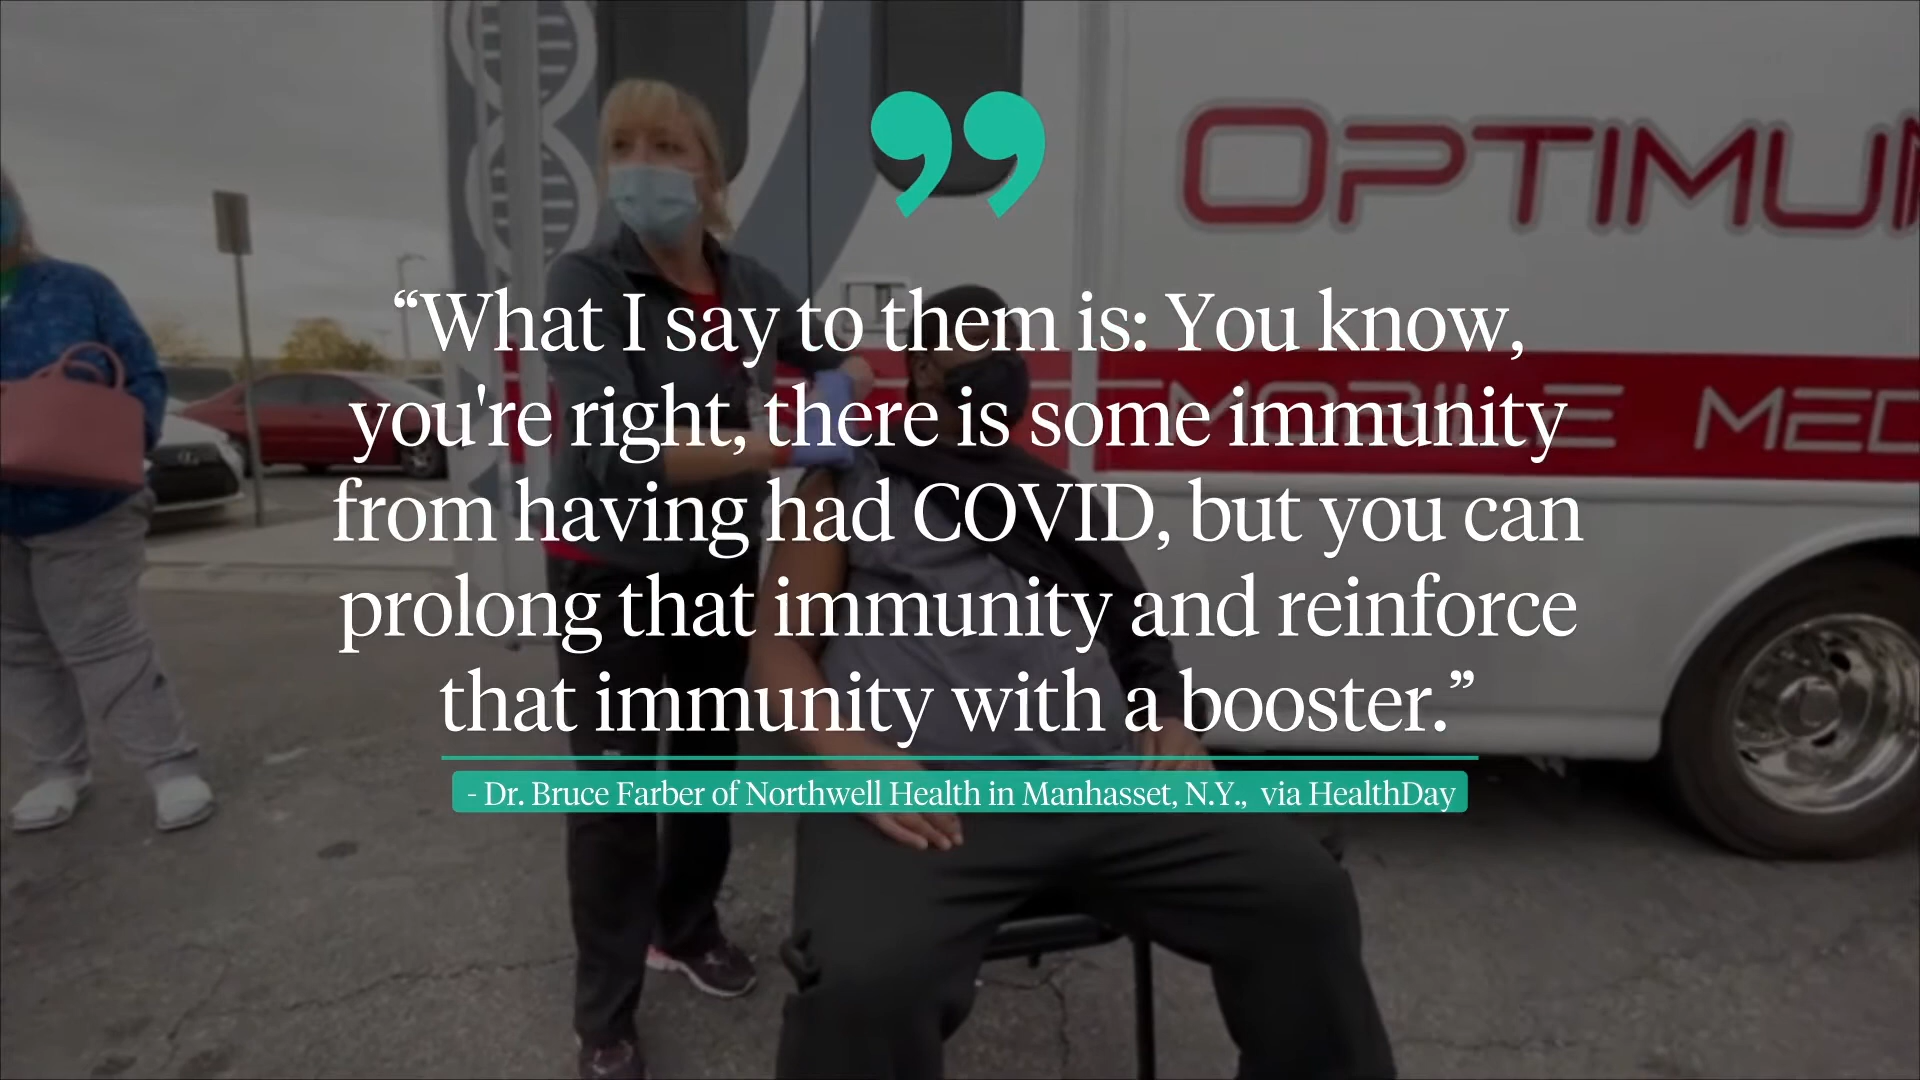 OPTIMU
MOBILE MED
“What I say to them is: You know,
you're right, there is some immunity
from having had COVID, but you can
prolong that immunity and reinforce
that immunity with a booster.”
- Dr. Bruce Farber of Northwell Health in Manhasset, N.Y., via HealthDay